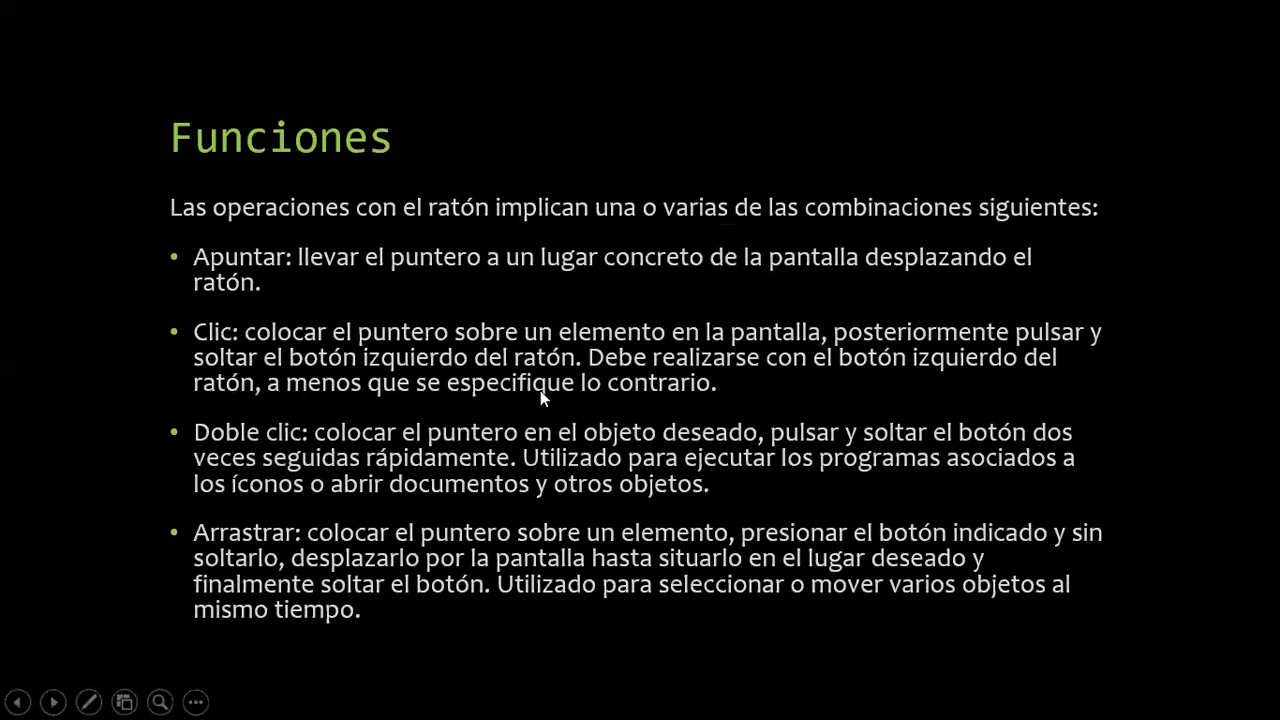 Funciones
Las operaciones con el ratón implican una o varias de las combinaciones siguientes:
• Apuntar: llevar el puntero a un lugar concreto de la pantalla desplazando el
ratón.
• Clic: colocar el puntero sobre un elemento en la pantalla, posteriormente pulsar y
soltar el botón izquierdo del ratón. Debe realizarse con el botón izquierdo del
ratón, a menos que se especifique lo contrario.
• Doble clic: colocar el puntero en el objeto deseado, pulsar y soltar el botón dos
veces seguidas rápidamente. Utilizado para ejecutar los programas asociados a
los íconos o abrir documentos y otros objetos.
• Arrastrar: colocar el puntero sobre un elemento, presionar el botón indicado y sin
soltarlo, desplazarlo por la pantalla hasta situarlo en el lugar deseado y
finalmente soltar el botón. Utilizado para seleccionar o mover varios objetos al
mismo tiempo.